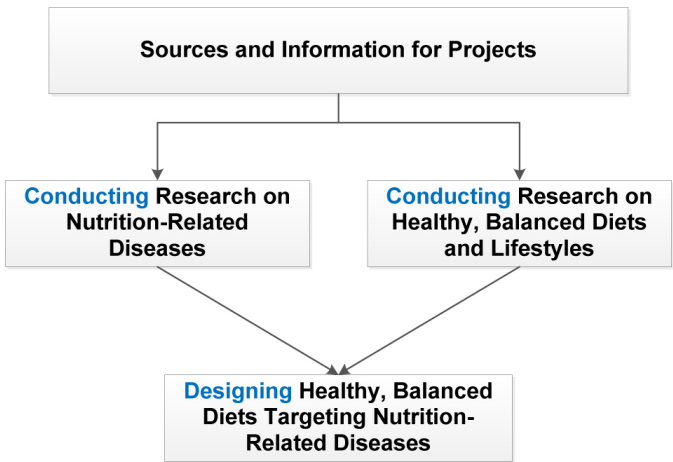 Sources and Information for Projects
Conducting Research on
Nutrition-Related
Diseases
Conducting Research on
Healthy, Balanced Diets
and Lifestyles
Designing Healthy, Balanced
Diets Targeting Nutrition-
Related Diseases